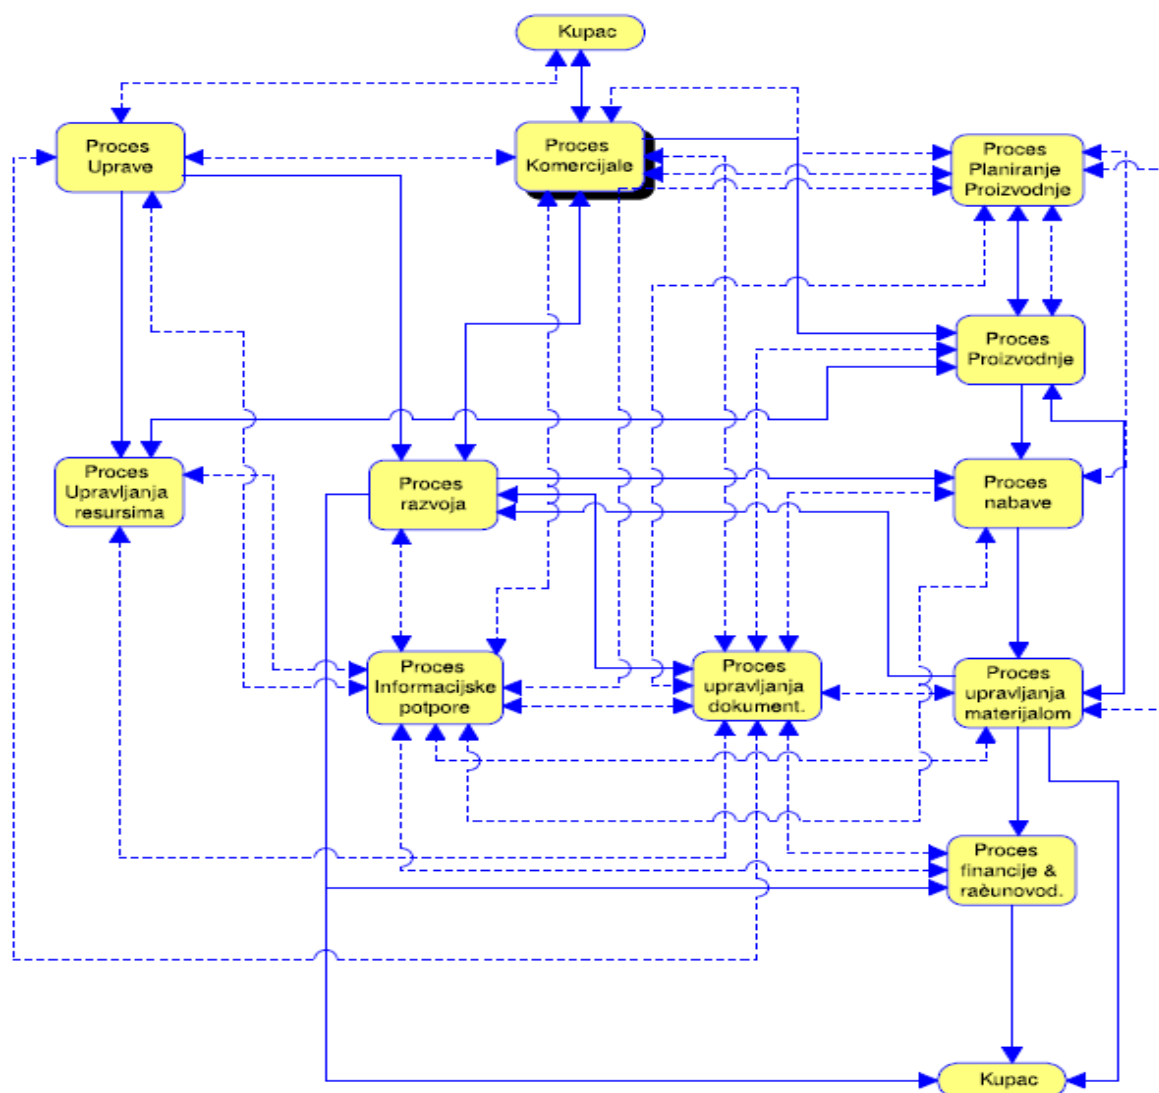 Kupac
Proces
Uprave
Proces
Komercijale
Proces
Planiranje
Proizvodnje
Proces
Proizvodnje
Proces
Upravljanja
resursima
Proces
razvoja
Proces
nabave
Proces
Informacijske
potpore
Proces
upravljanja
dokument.
Proces
upravljanja
materijalom
Proces
financije &
raèunovod.
Kupac